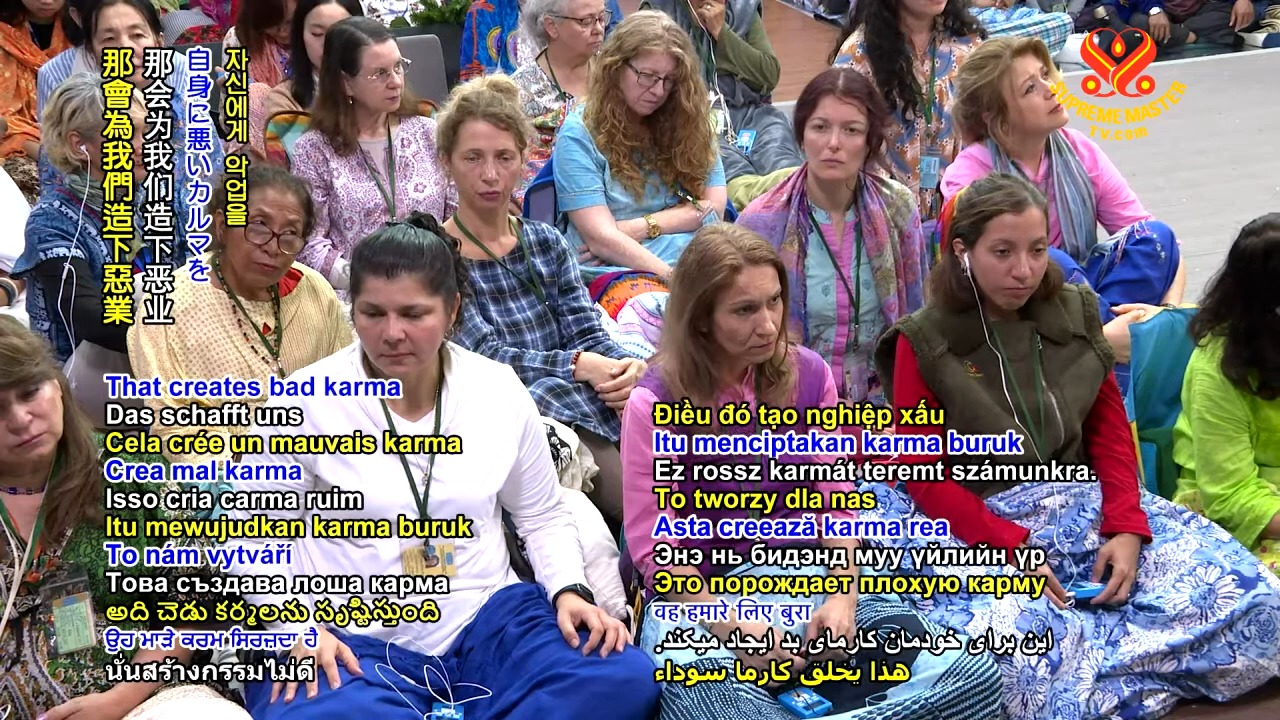 자신에게 악업을
自身に悪いカルマを
那会为我们造下恶业
那會為我們造下惡業
SUPREME MASTER
TV.com
That creates bad karma
Das schafft uns
Cela crée un mauvais karma
Crea mal karma
Isso cria carma ruim
Itu mewujudkan karma buruk
To nám vytváří
Това създава лоша карма
అది చెడు కర్మలను సృష్టిస్తుంది
ਉਹ ਮਾੜੇ ਕਰਮ ਸਿਰਜ਼ਦਾ ਹੈ
นั่นสร้างกรรมไม่ดี
Điều đó tạo nghiệp xấu
Itu menciptakan karma buruk
Ez rossz karmát teremt számunkra.
To tworzy dla nas
Asta creează karma rea
Энэ нь бидэнд муу үйлийн үр
Это порождает плохую карму
वह हमारे लिए बुरा
این برای خودمان کارمای بد ایجاد میکند.
هذا يخلق كارما سوداء